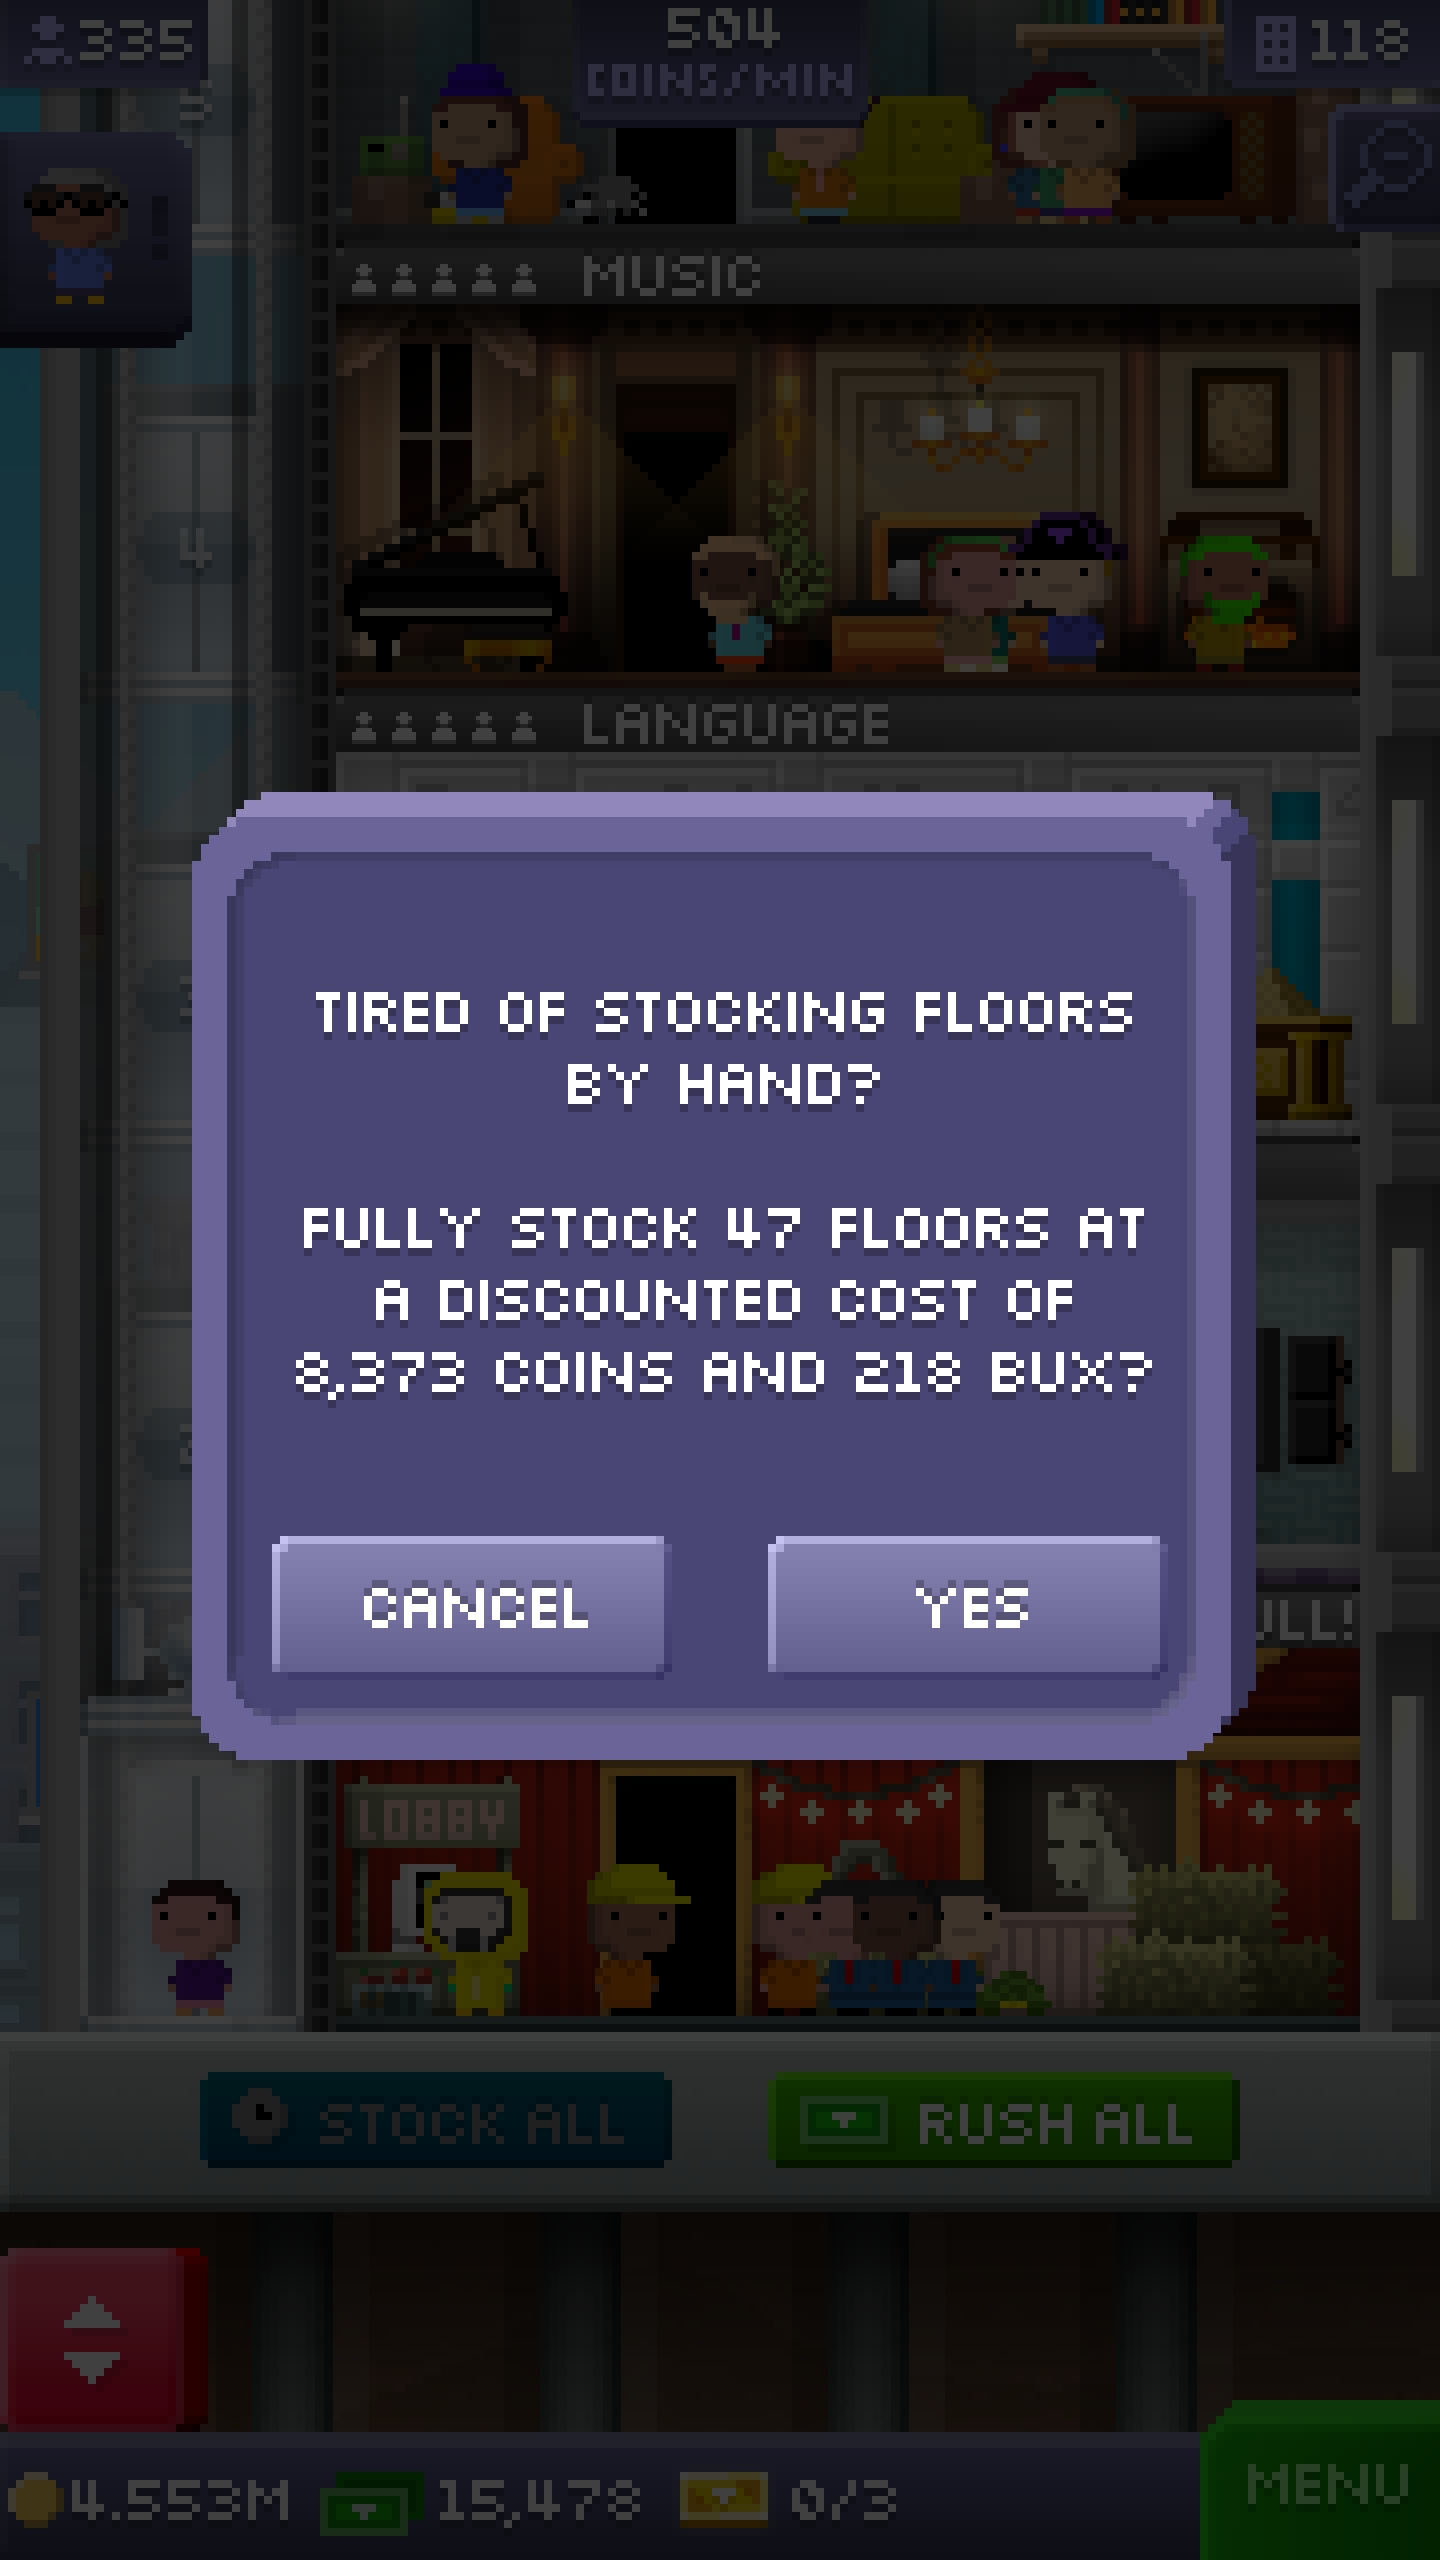 335
504
COINS/MIN
118
5
MUSIC
4
LANGUAGE
TIRED OF STOCKING FLOORS
BY HAND?
FULLY STOCK 47 FLOORS AT
A DISCOUNTED COST OF
8,373 COINS AND 218 BUX?
CANCEL
YES
LOBBY
STOCK ALL
RUSH ALL
4.553M
15,478
0/3
MENU